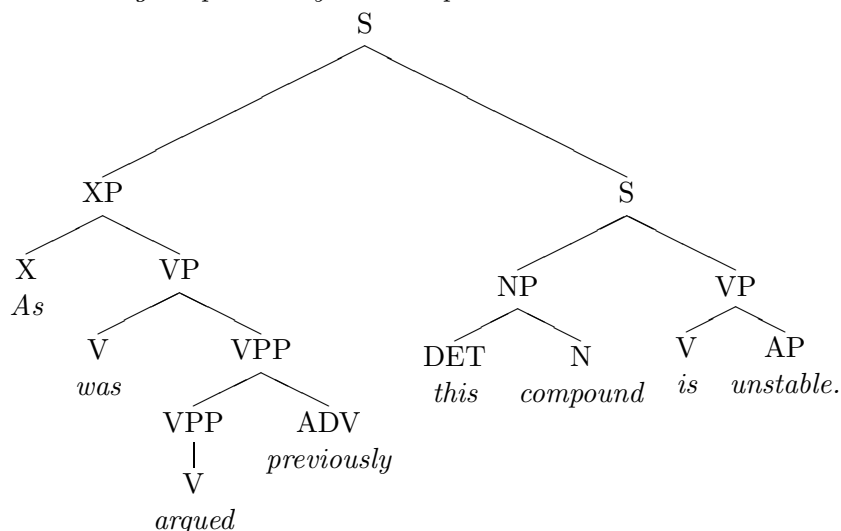 S
XP S
X VP NP VP
As
V VPP DET N V AP
was this compound is unstable.
VPP ADV
previously
V
argued